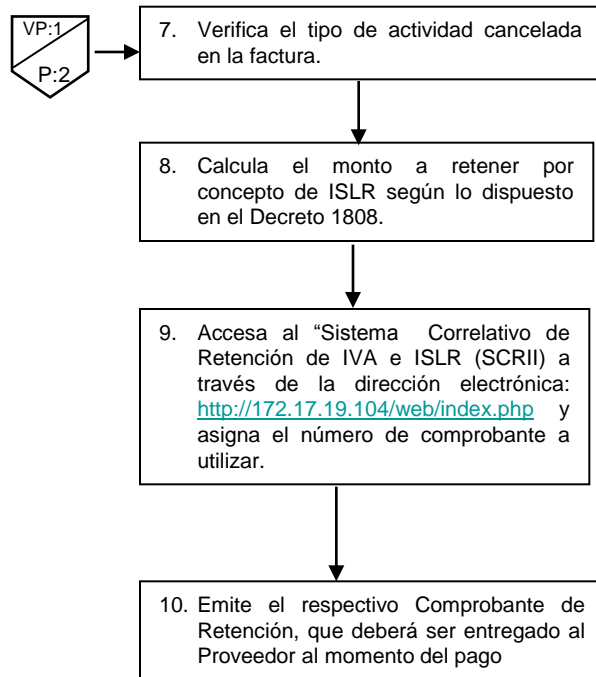 VP:1
P:2
7. Verifica el tipo de actividad cancelada
en la factura.
8. Calcula el monto a retener por
concepto de ISLR según lo dispuesto
en el Decreto 1808.
9. Accesa al “Sistema Correlativo de
Retención de IVA e ISLR (SCRII) a
través de la dirección electrónica:
http://172.17.19.104/web/index.php y
asigna el número de comprobante a
utilizar.
10. Emite el respectivo Comprobante de
Retención, que deberá ser entregado al
Proveedor al momento del pago